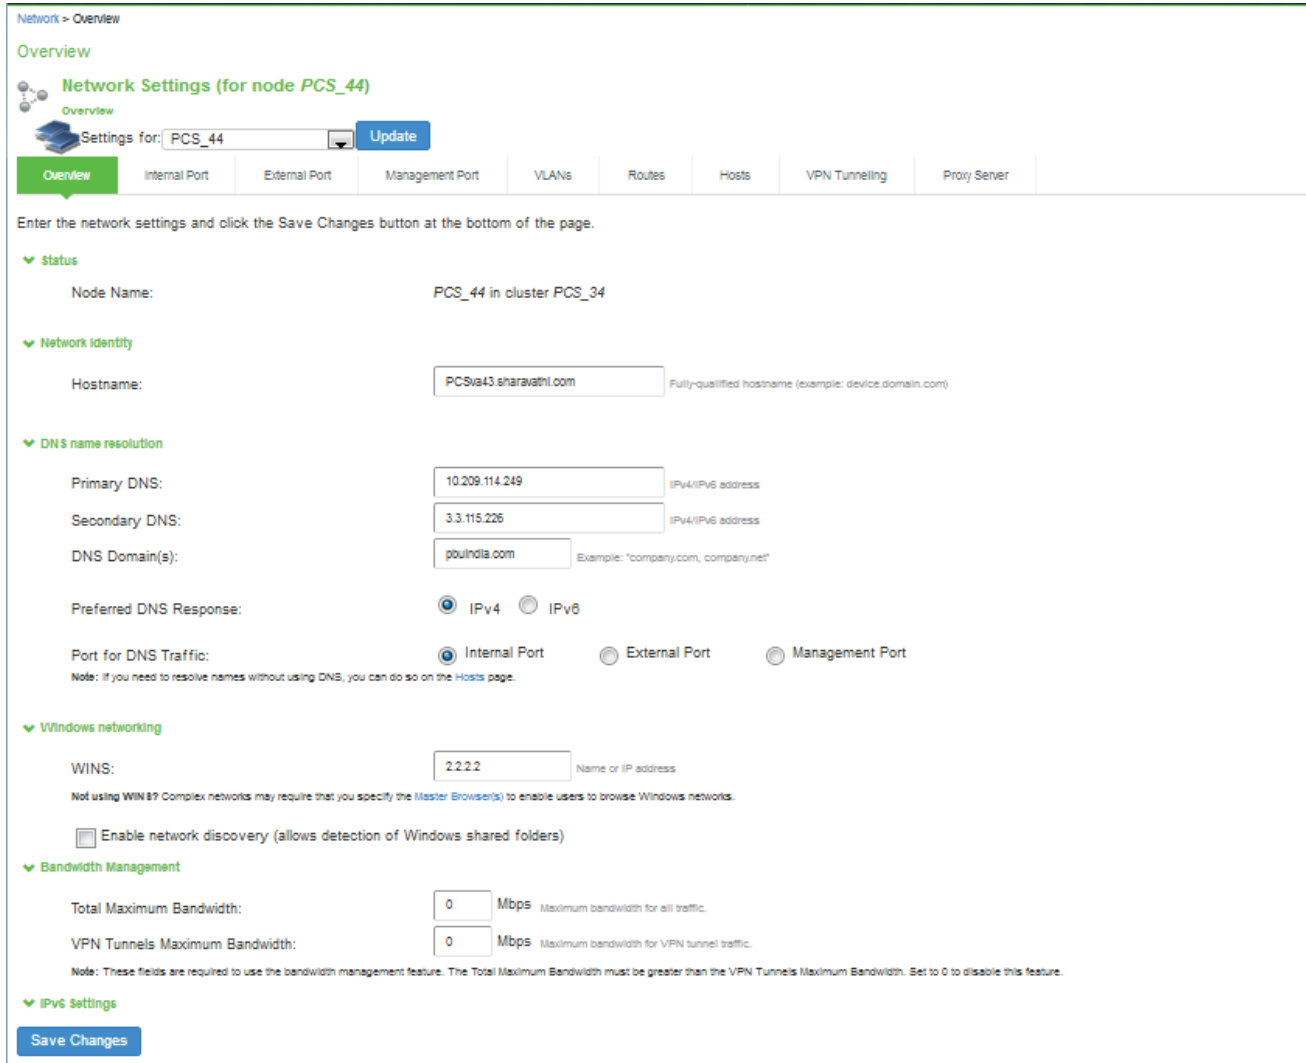 Network > Overview
Overview
Network Settings (for node PCS_44)
Overview
Settings for: PCS_44 Update
Overview Internal Port External Port Management Port VLANs Routes Hosts VPN Tunneling Proxy Server
Enter the network settings and click the Save Changes button at the bottom of the page.
Status
Node Name: PCS_44 in cluster PCS_34
Network Identity
Hostname: PCSva43.sharavathi.com Fully-qualified hostname (example: device.domain.com)
DNS name resolution
Primary DNS: 10.209.114.249 IPv4/IPv6 address
Secondary DNS: 3.3.115.226 IPv4/IPv6 address
DNS Domain(s): pbuindia.com Example: "company.com, company.net"
Preferred DNS Response: IPv4 IPv6
Port for DNS Traffic: Internal Port External Port Management Port
Note: If you need to resolve names without using DNS, you can do so on the Hosts page.
Windows networking
WINS: 2.2.2.2 Name or IP address
Not using WINS? Complex networks may require that you specify the Master Browser(s) to enable users to browse Windows networks.
Enable network discovery (allows detection of Windows shared folders)
Bandwidth Management
Total Maximum Bandwidth: 0 Mbps Maximum bandwidth for all traffic.
VPN Tunnels Maximum Bandwidth: 0 Mbps Maximum bandwidth for VPN tunnel traffic.
Note: These fields are required to use the bandwidth management feature. The Total Maximum Bandwidth must be greater than the VPN Tunnels Maximum Bandwidth. Set to 0 to disable this feature.
IPv6 Settings
Save Changes